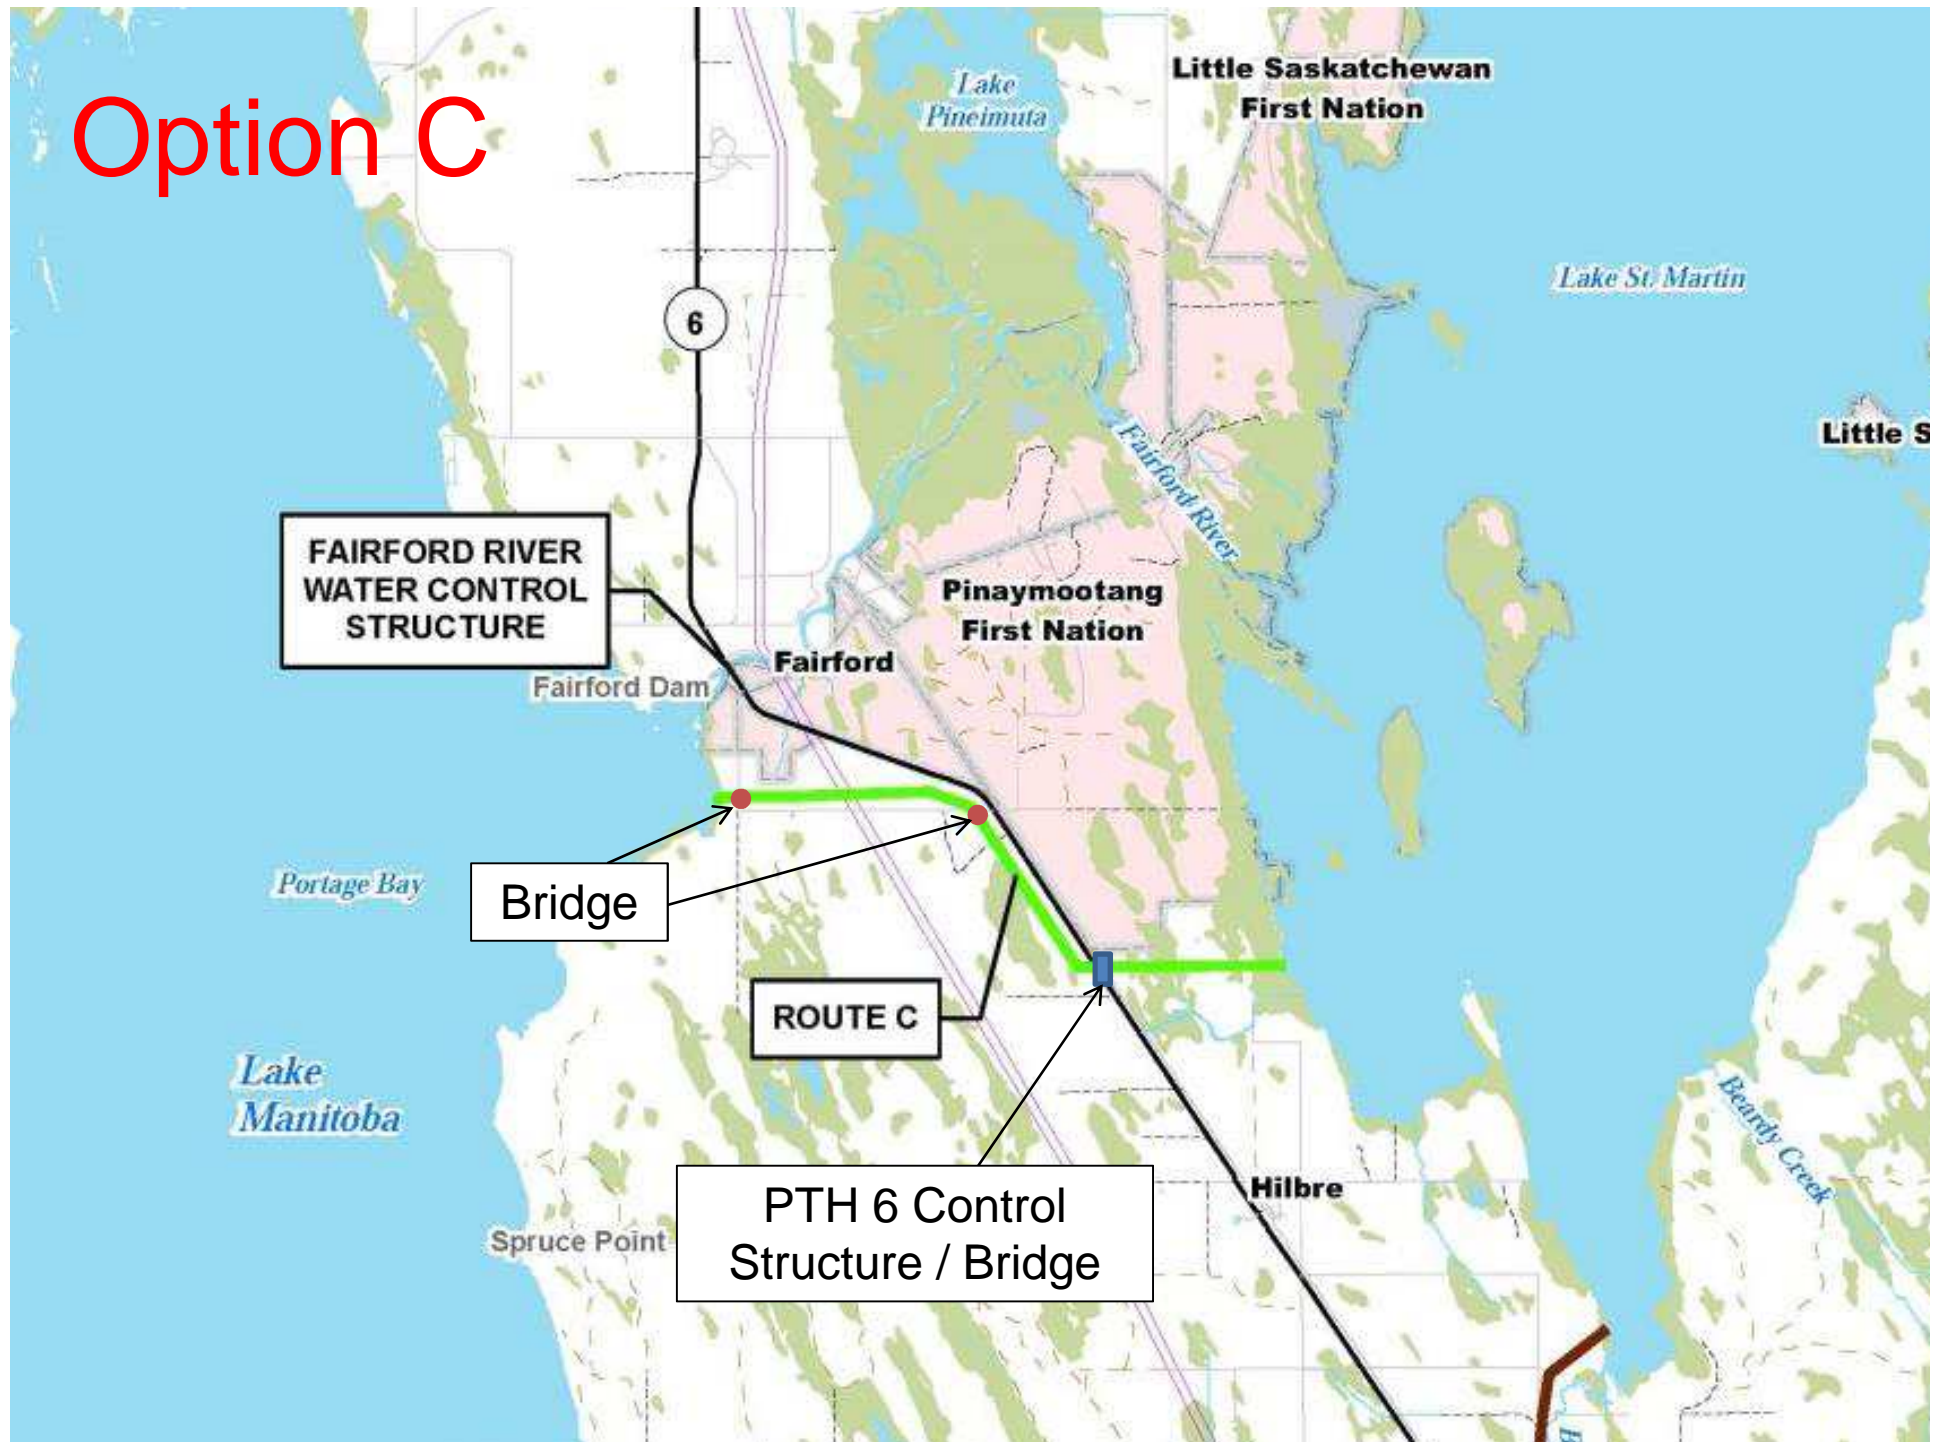 Option C
Lake
Pineimuta
Little Saskatchewan
First Nation
Lake St. Martin
6
Little S
Fairford River
FAIRFORD RIVER
WATER CONTROL
STRUCTURE
Pinaymootang
First Nation
Fairford
Fairford Dam
Portage Bay
Bridge
ROUTE C
Lake
Manitoba
Beardy Creek
PTH 6 Control
Structure / Bridge
Hilbre
Spruce Point
B